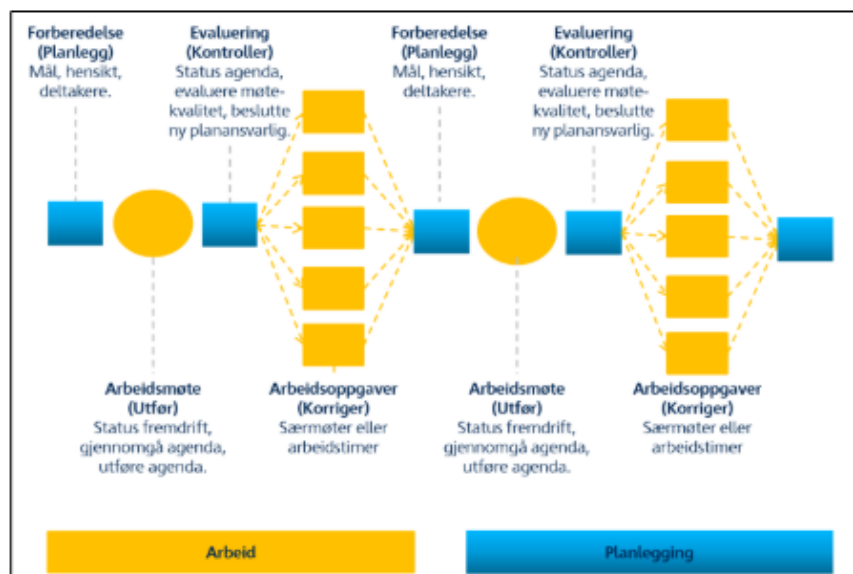 Forberedelse
(Planlegg)
Mål, hensikt,
deltakere.
Evaluering
(Kontroller)
Status agenda,
evaluere møte-
kvalitet, beslutte
ny planansvarlig.
Forberedelse
(Planlegg)
Mål, hensikt,
deltakere.
Evaluering
(Kontroller)
Status agenda,
evaluere møte-
kvalitet, beslutte
ny planansvarlig.
Arbeidsmøte
(Utfør)
Status fremdrift,
gjennomgå agenda,
utføre agenda.
Arbeidsoppgaver
(Korriger)
Særmøter eller
arbeidstimer
Arbeidsmøte
(Utfør)
Status fremdrift,
gjennomgå agenda,
utføre agenda.
Arbeidsoppgaver
(Korriger)
Særmøter eller
arbeidstimer
Arbeid
Planlegging